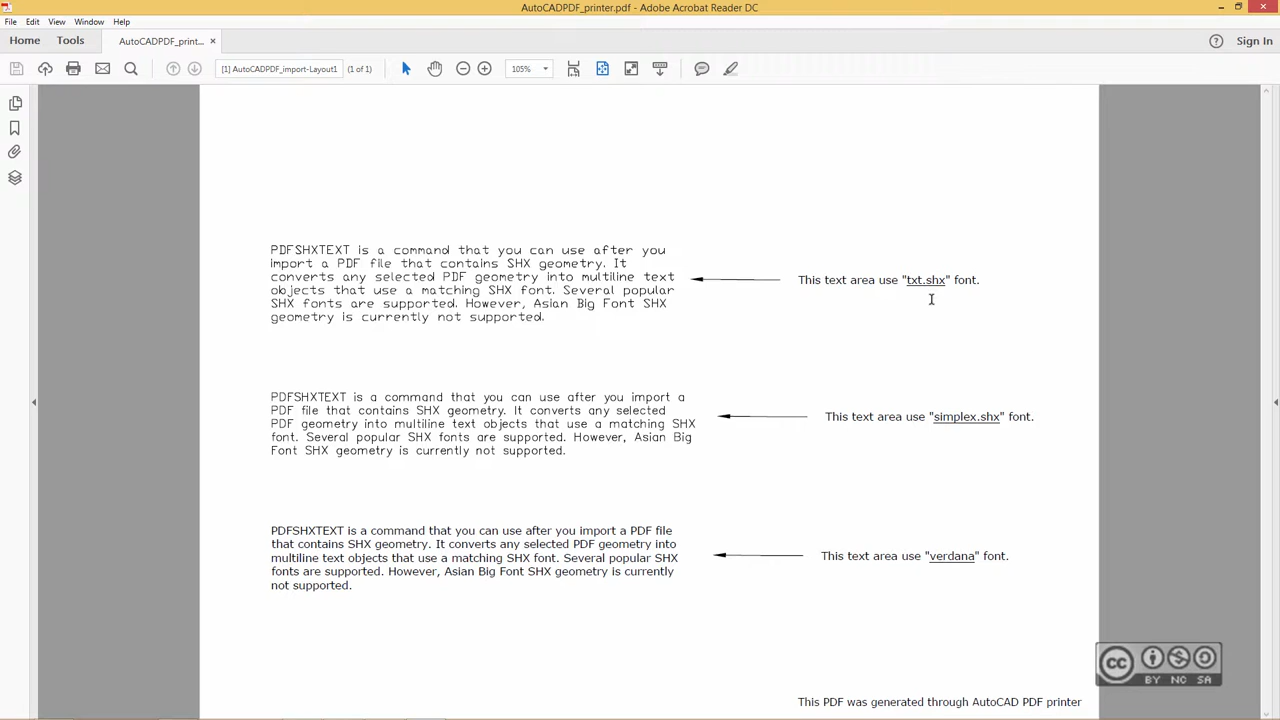 AutoCADPDF_printer.pdf - Adobe Acrobat Reader DC
File Edit View Window Help
Home Tools AutoCADPDF_print... × Sign In
[1] AutoCADPDF_import-Layout1 (1 of 1) 105%
PDFSHXTEXT is a command that you can use after you
import a PDF file that contains SHX geometry. It
converts any selected PDF geometry into multiline text
objects that use a matching SHX font. Several popular
SHX fonts are supported. However, Asian Big Font SHX
geometry is currently not supported.
This text area use "txt.shx" font.
PDFSHXTEXT is a command that you can use after you import a
PDF file that contains SHX geometry. It converts any selected
PDF geometry into multiline text objects that use a matching SHX
font. Several popular SHX fonts are supported. However, Asian Big
Font SHX geometry is currently not supported.
This text area use "simplex.shx" font.
PDFSHXTEXT is a command that you can use after you import a PDF file
that contains SHX geometry. It converts any selected PDF geometry into
multiline text objects that use a matching SHX font. Several popular SHX
fonts are supported. However, Asian Big Font SHX geometry is currently
not supported.
This text area use "verdana" font.
cc BY NC SA
This PDF was generated through AutoCAD PDF printer